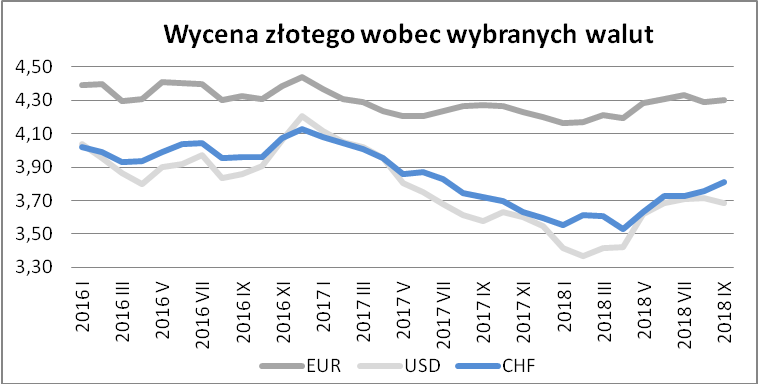 Wycena złotego wobec wybranych walut
4,50
4,30
4,10
3,90
3,70
3,50
3,30
2016 I
2016 III
2016 V
2016 VII
2016 IX
2016 XI
2017 I
2017 III
2017 V
2017 VII
2017 IX
2017 XI
2018 I
2018 III
2018 V
2018 VII
2018 IX
EUR USD CHF